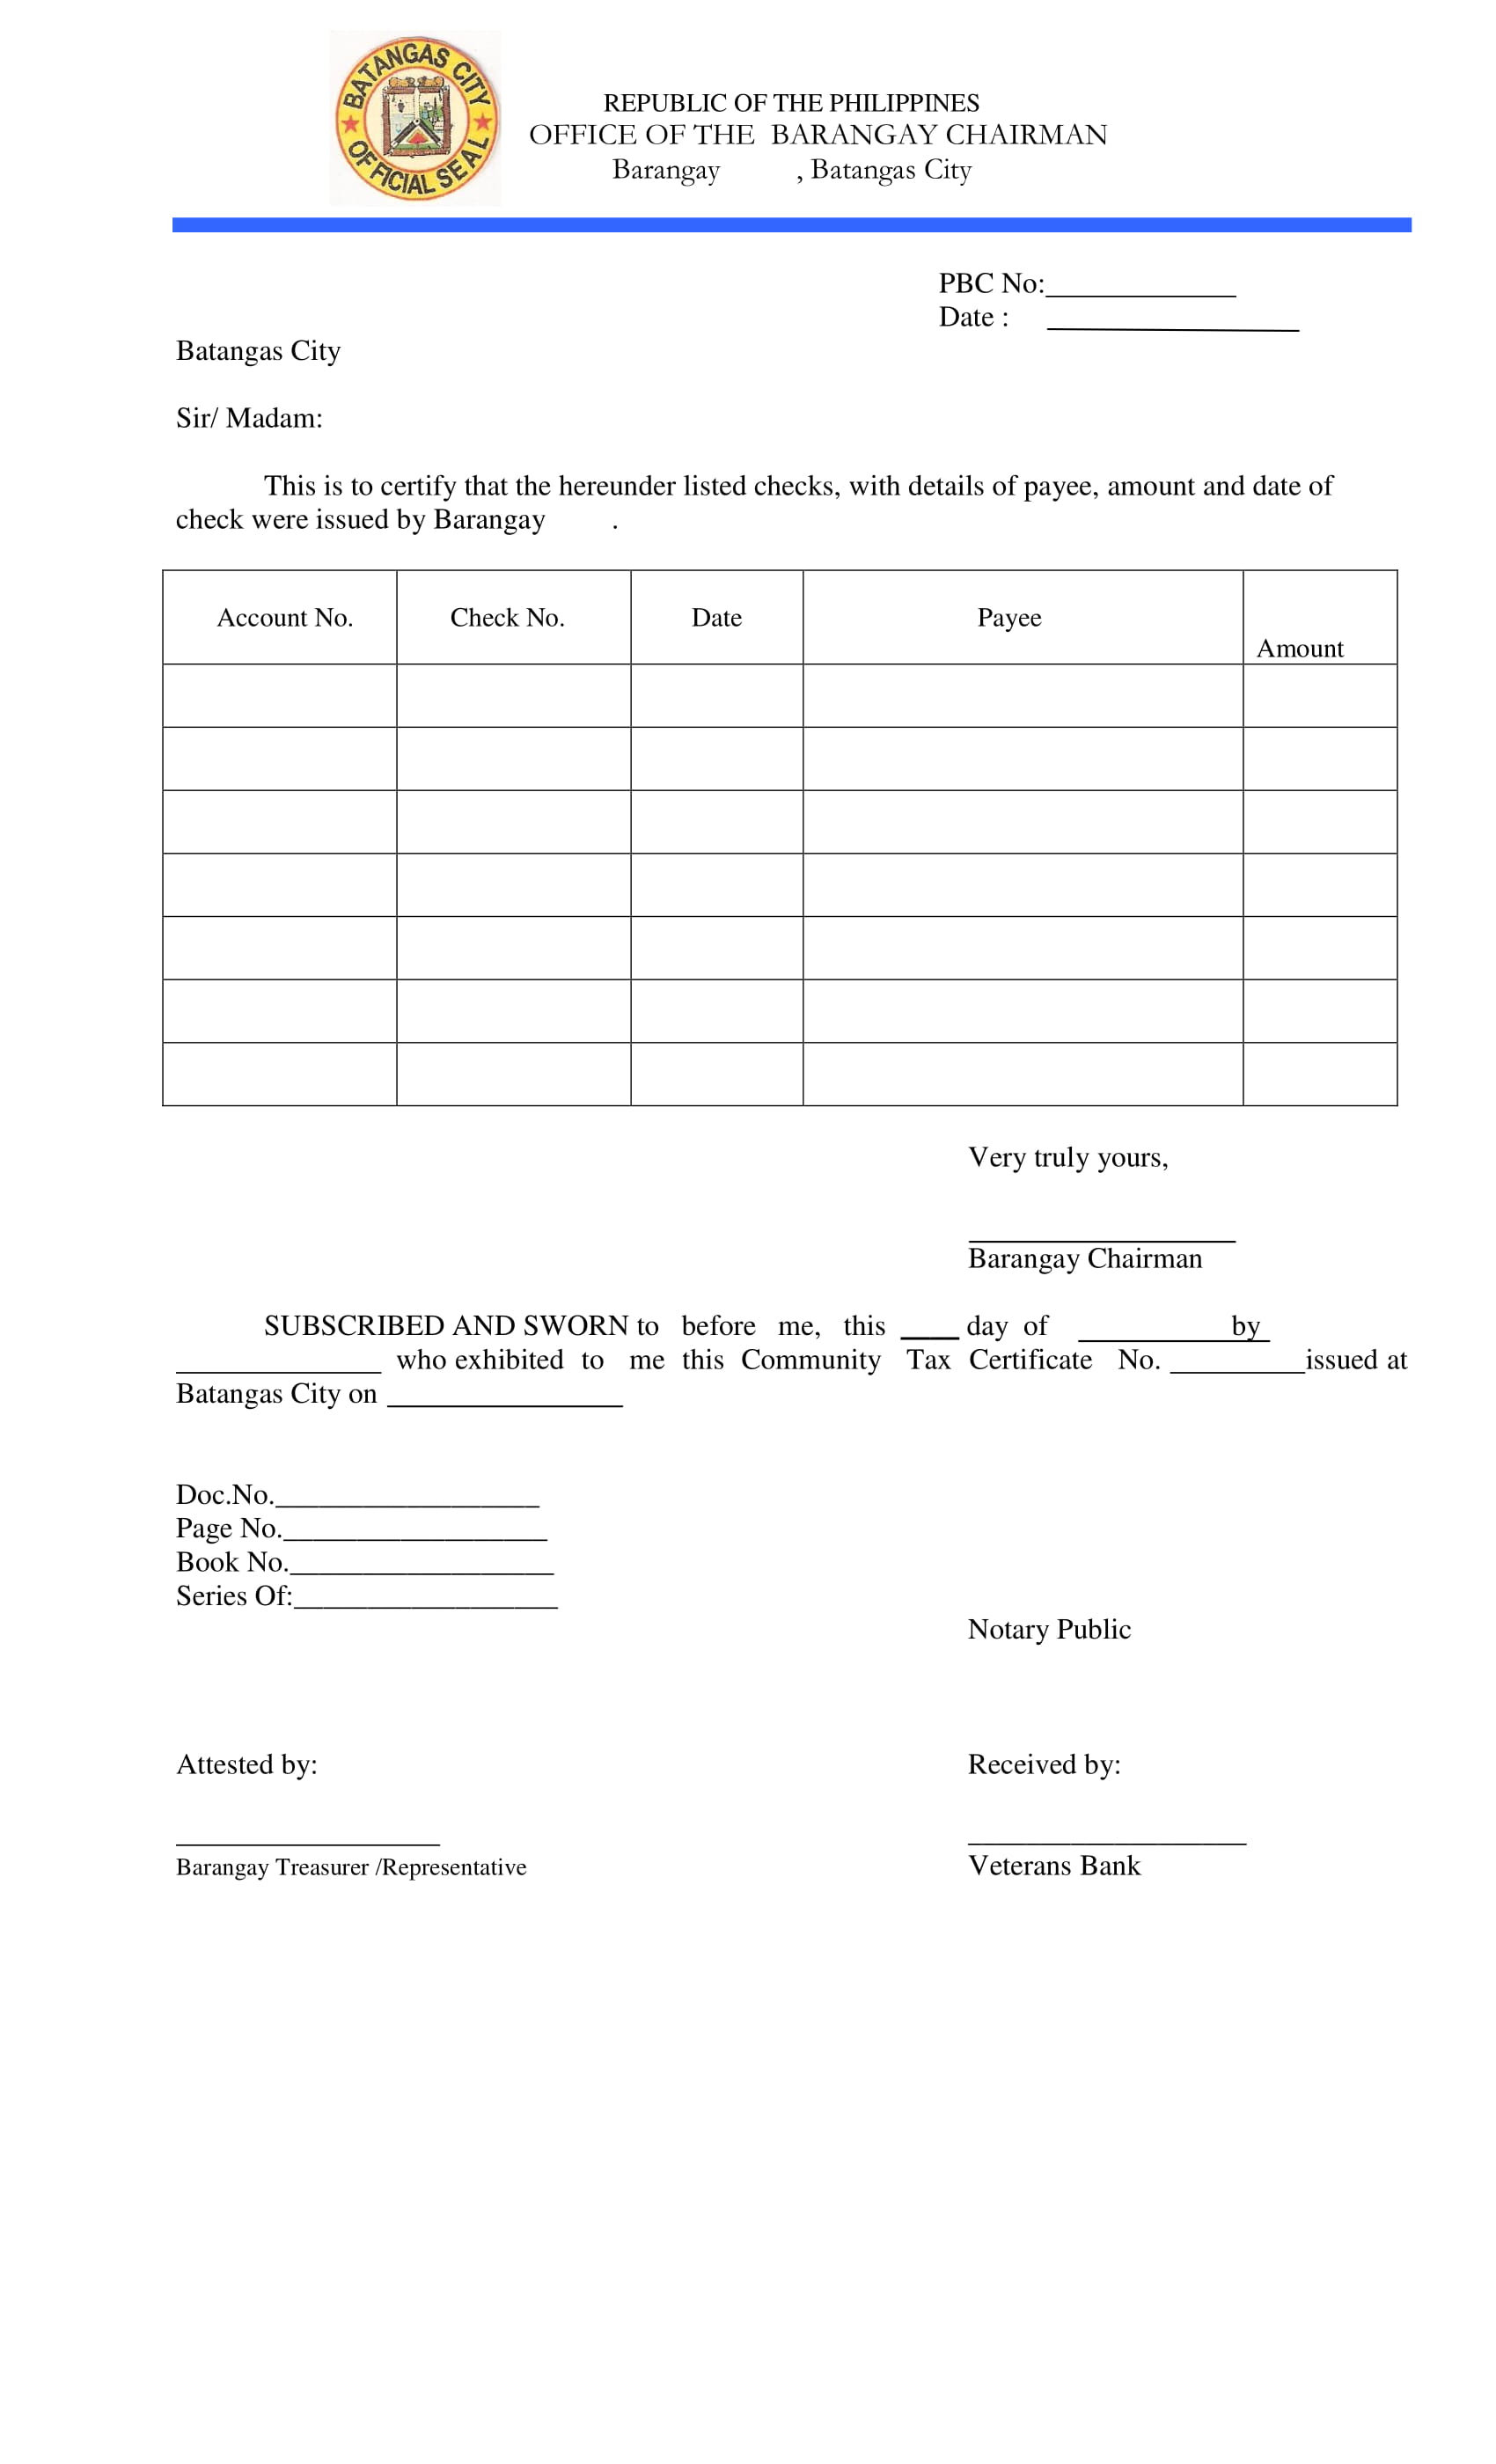 BATANGAS CITY
OFFICIAL SEAL
REPUBLIC OF THE PHILIPPINES
OFFICE OF THE BARANGAY CHAIRMAN
Barangay , Batangas City
PBC No:_____________
Date : _________________
Batangas City
Sir/ Madam:
This is to certify that the hereunder listed checks, with details of payee, amount and date of
check were issued by Barangay .
Account No. Check No. Date Payee Amount
Very truly yours,
__________________
Barangay Chairman
SUBSCRIBED AND SWORN to before me, this ____ day of __________ by
______________ who exhibited to me this Community Tax Certificate No. _________issued at
Batangas City on ________________
Doc.No.__________________
Page No.__________________
Book No.__________________
Series Of:__________________
Notary Public
Attested by: Received by:
__________________ ___________________
Barangay Treasurer /Representative Veterans Bank